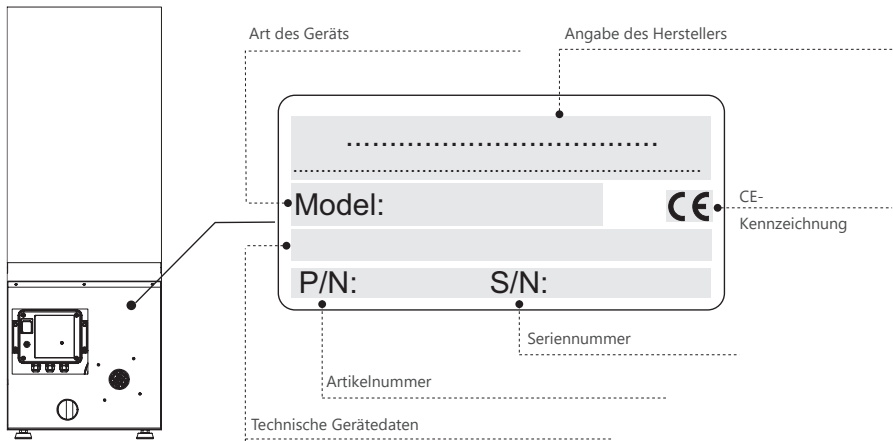 Art des Geräts
Angabe des Herstellers
Model:
CE
CE-
Kennzeichnung
P/N: S/N:
Seriennummer
Artikelnummer
Technische Gerätedaten